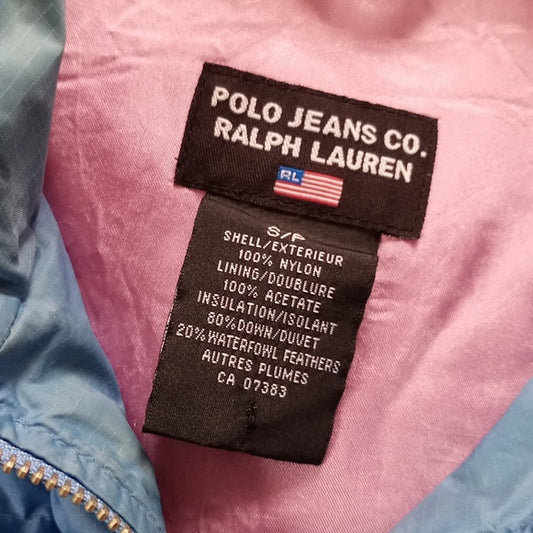 POLO JEANS CO.
RALPH LAUREN
RL
S/P
SHELL/EXTERIEUR
100% NYLON
LINING/DOUBLURE
100% ACETATE
INSULATION/ISOLANT
80%DOWN/DUVET
20%WATERFOWL FEATHERS
AUTRES PLUMES
CA 07383